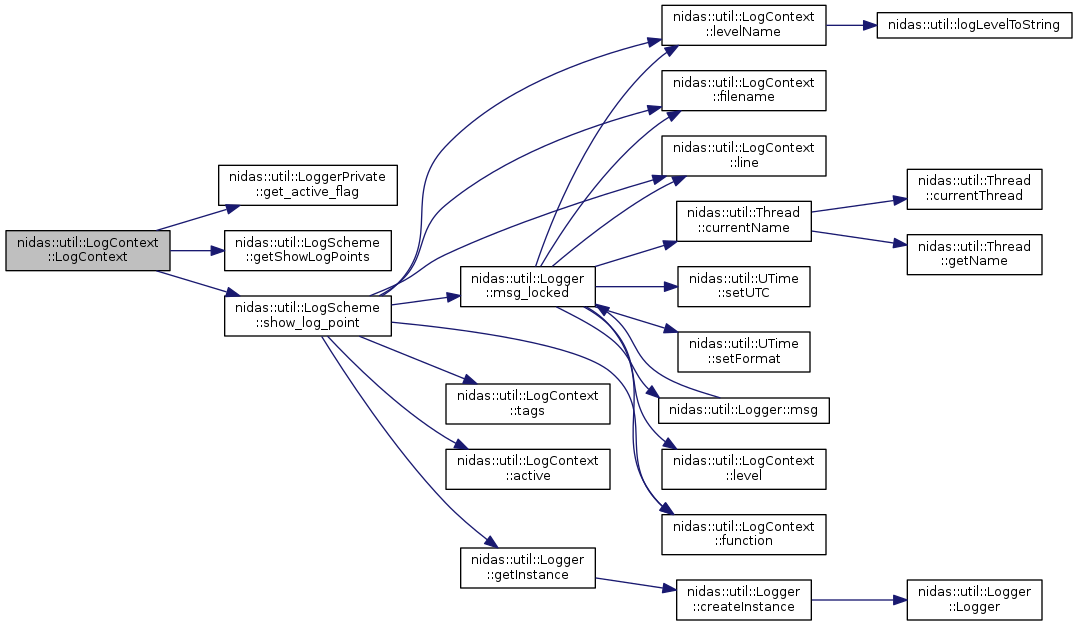 nidas::util::LogContext
::LogContext
nidas::util::LoggerPrivate
::get_active_flag
nidas::util::LogScheme
::getShowLogPoints
nidas::util::LogScheme
::show_log_point
nidas::util::Logger
::msg_locked
nidas::util::LogContext
::tags
nidas::util::LogContext
::active
nidas::util::Logger
::getInstance
nidas::util::LogContext
::levelName
nidas::util::LogContext
::filename
nidas::util::LogContext
::line
nidas::util::Thread
::currentName
nidas::util::UTime
::setUTC
nidas::util::UTime
::setFormat
nidas::util::Logger::msg
nidas::util::LogContext
::level
nidas::util::LogContext
::function
nidas::util::Logger
::createInstance
nidas::util::logLevelToString
nidas::util::Thread
::currentThread
nidas::util::Thread
::getName
nidas::util::Logger
::Logger